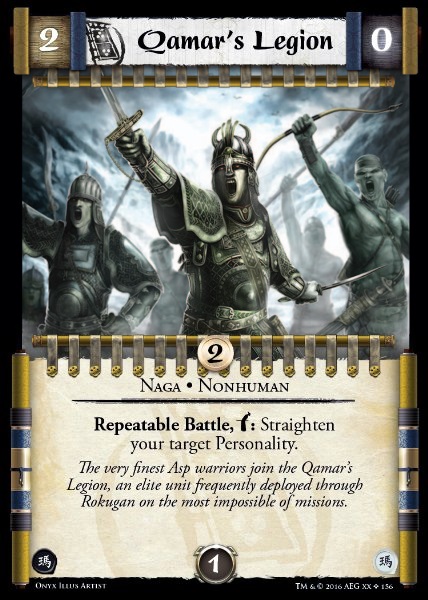 2 Qamar's Legion 0
2
Naga • Nonhuman
Repeatable Battle, : Straighten
your target Personality.
The very finest Asp warriors join the Qamar's
Legion, an elite unit frequently deployed through
Rokugan on the most impossible of missions.
瑪 1 瑪
Onyx Illus Artist TM & © 2016 AEG XX ❖ 156